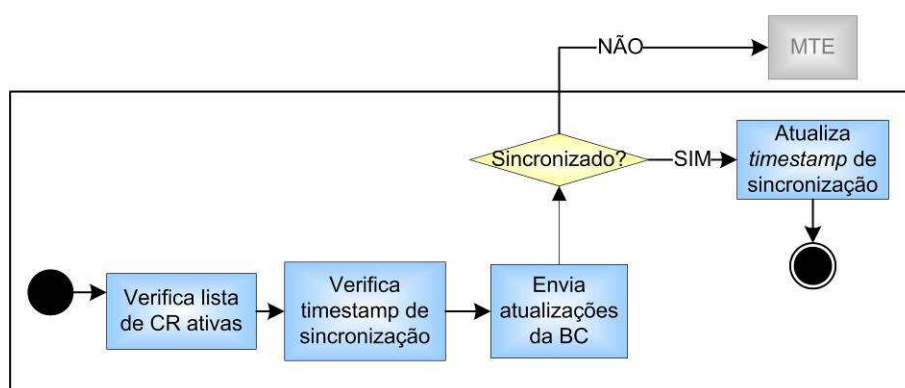 NÃO
MTE
Sincronizado?
SIM
Atualiza
timestamp de
sincronização
Verifica lista
de CR ativas
Verifica
timestamp de
sincronização
Envia
atualizações
da BC